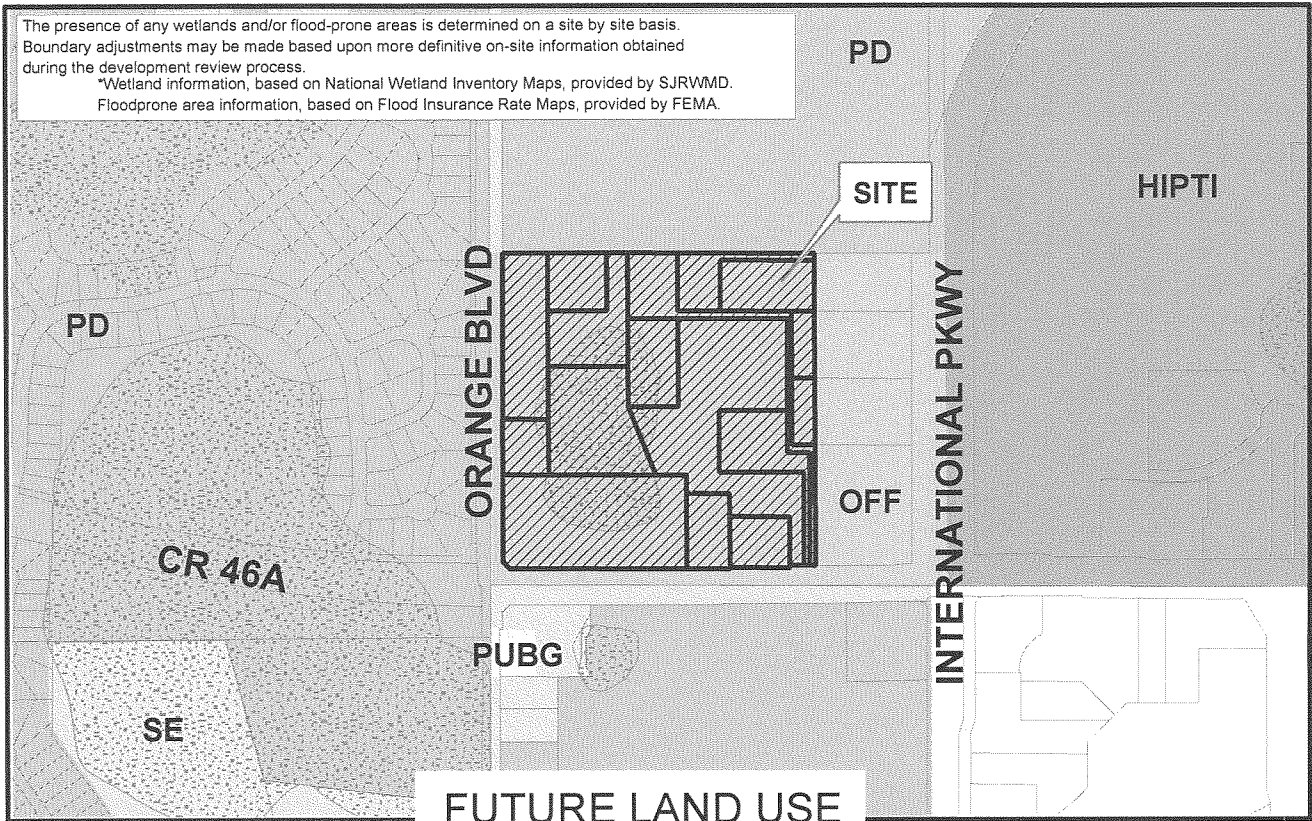 The presence of any wetlands and/or flood-prone areas is determined on a site by site basis.
Boundary adjustments may be made based upon more definitive on-site information obtained
during the development review process.
*Wetland information, based on National Wetland Inventory Maps, provided by SJRWMD.
Floodprone area information, based on Flood Insurance Rate Maps, provided by FEMA.
PD
SITE
HIPTI
ORANGE BLVD
INTERNATIONAL PKWY
PD
OFF
CR 46A
PUBG
SE
FUTURE LAND USE